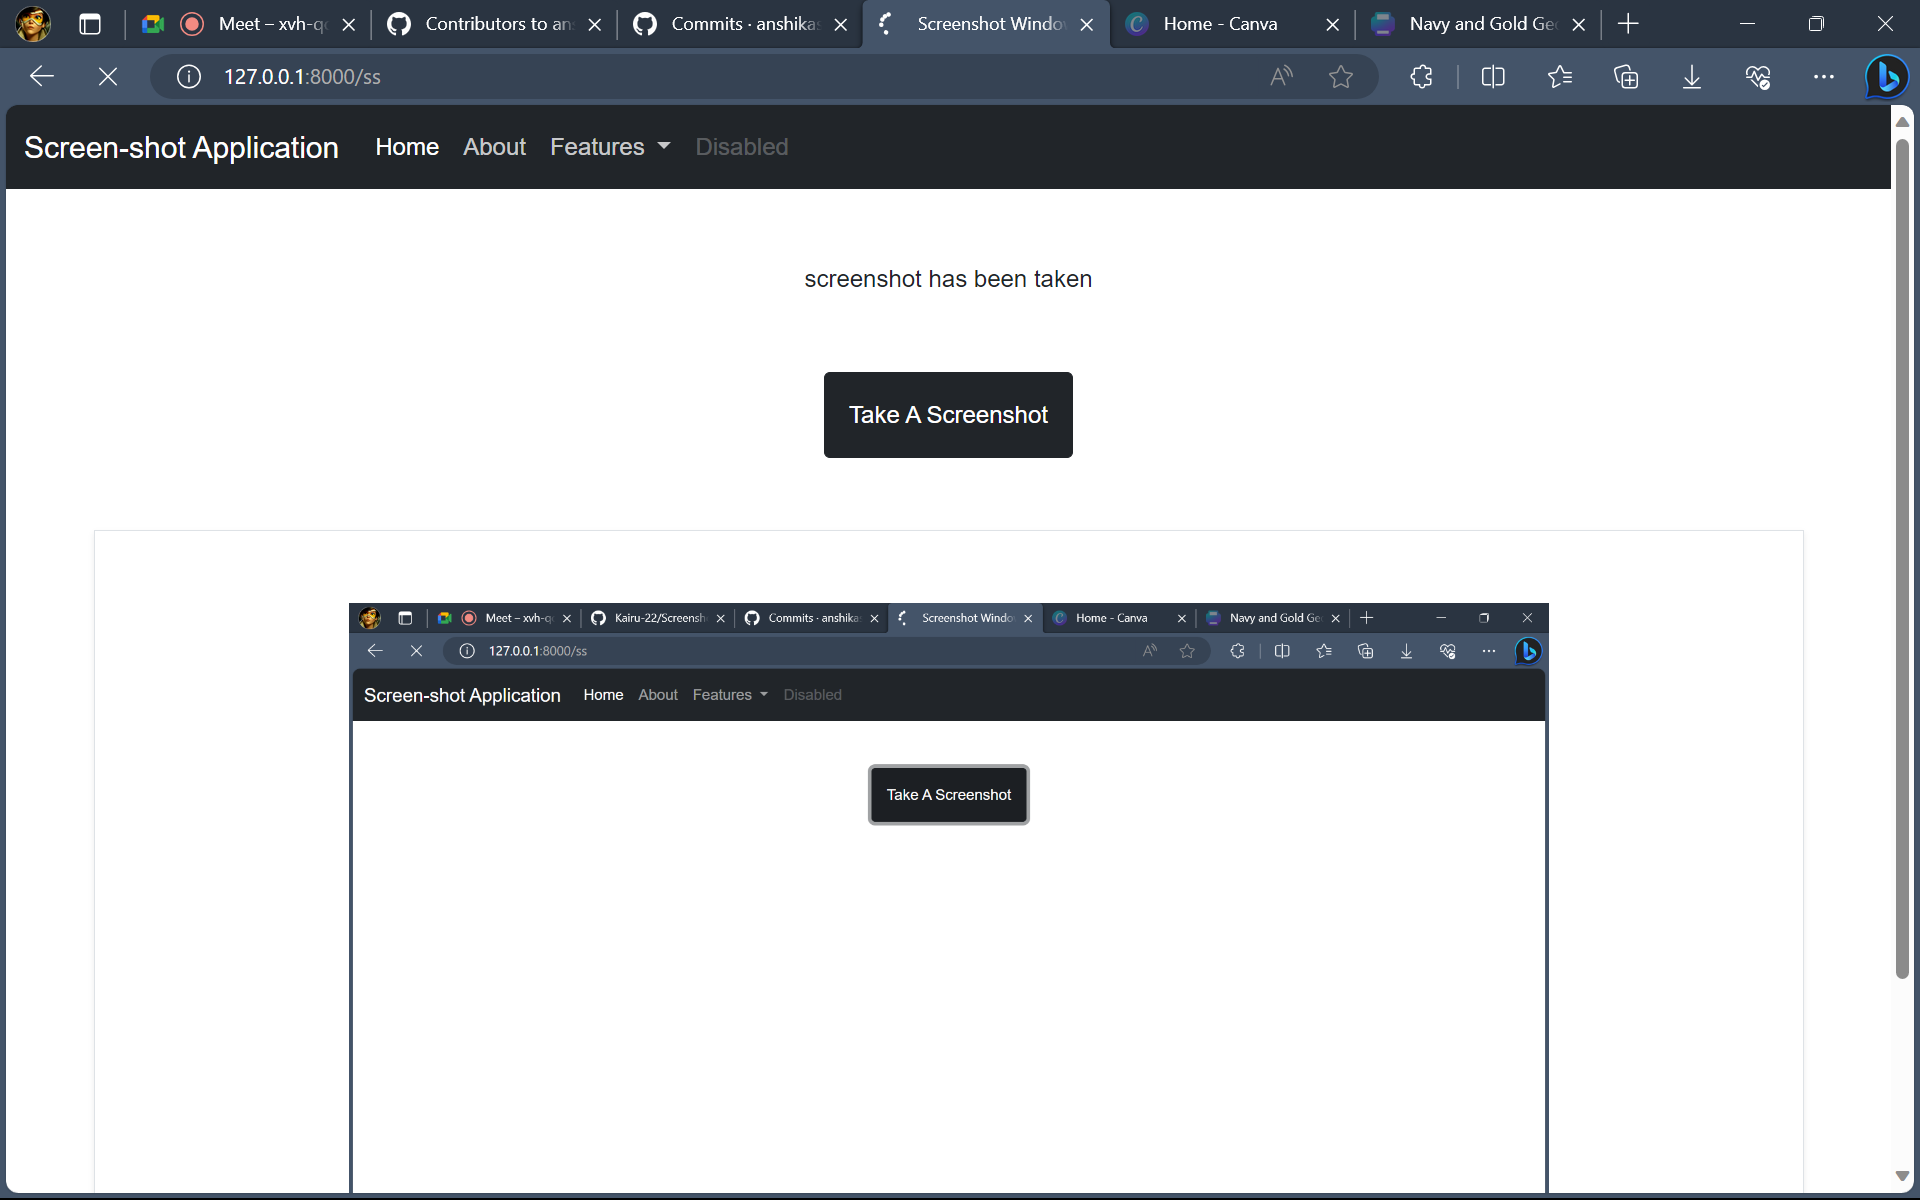 Meet – xvh-q
Contributors to an
Commits · anshika
Screenshot Windo
Home - Canva
Navy and Gold Ge
127.0.0.1:8000/ss
Screen-shot Application Home About Features Disabled
screenshot has been taken
Take A Screenshot
Meet – xvh-q
Kairu-22/Screensh
Commits · anshika
Screenshot Windo
Home - Canva
Navy and Gold Ge
127.0.0.1:8000/ss
Screen-shot Application Home About Features Disabled
Take A Screenshot